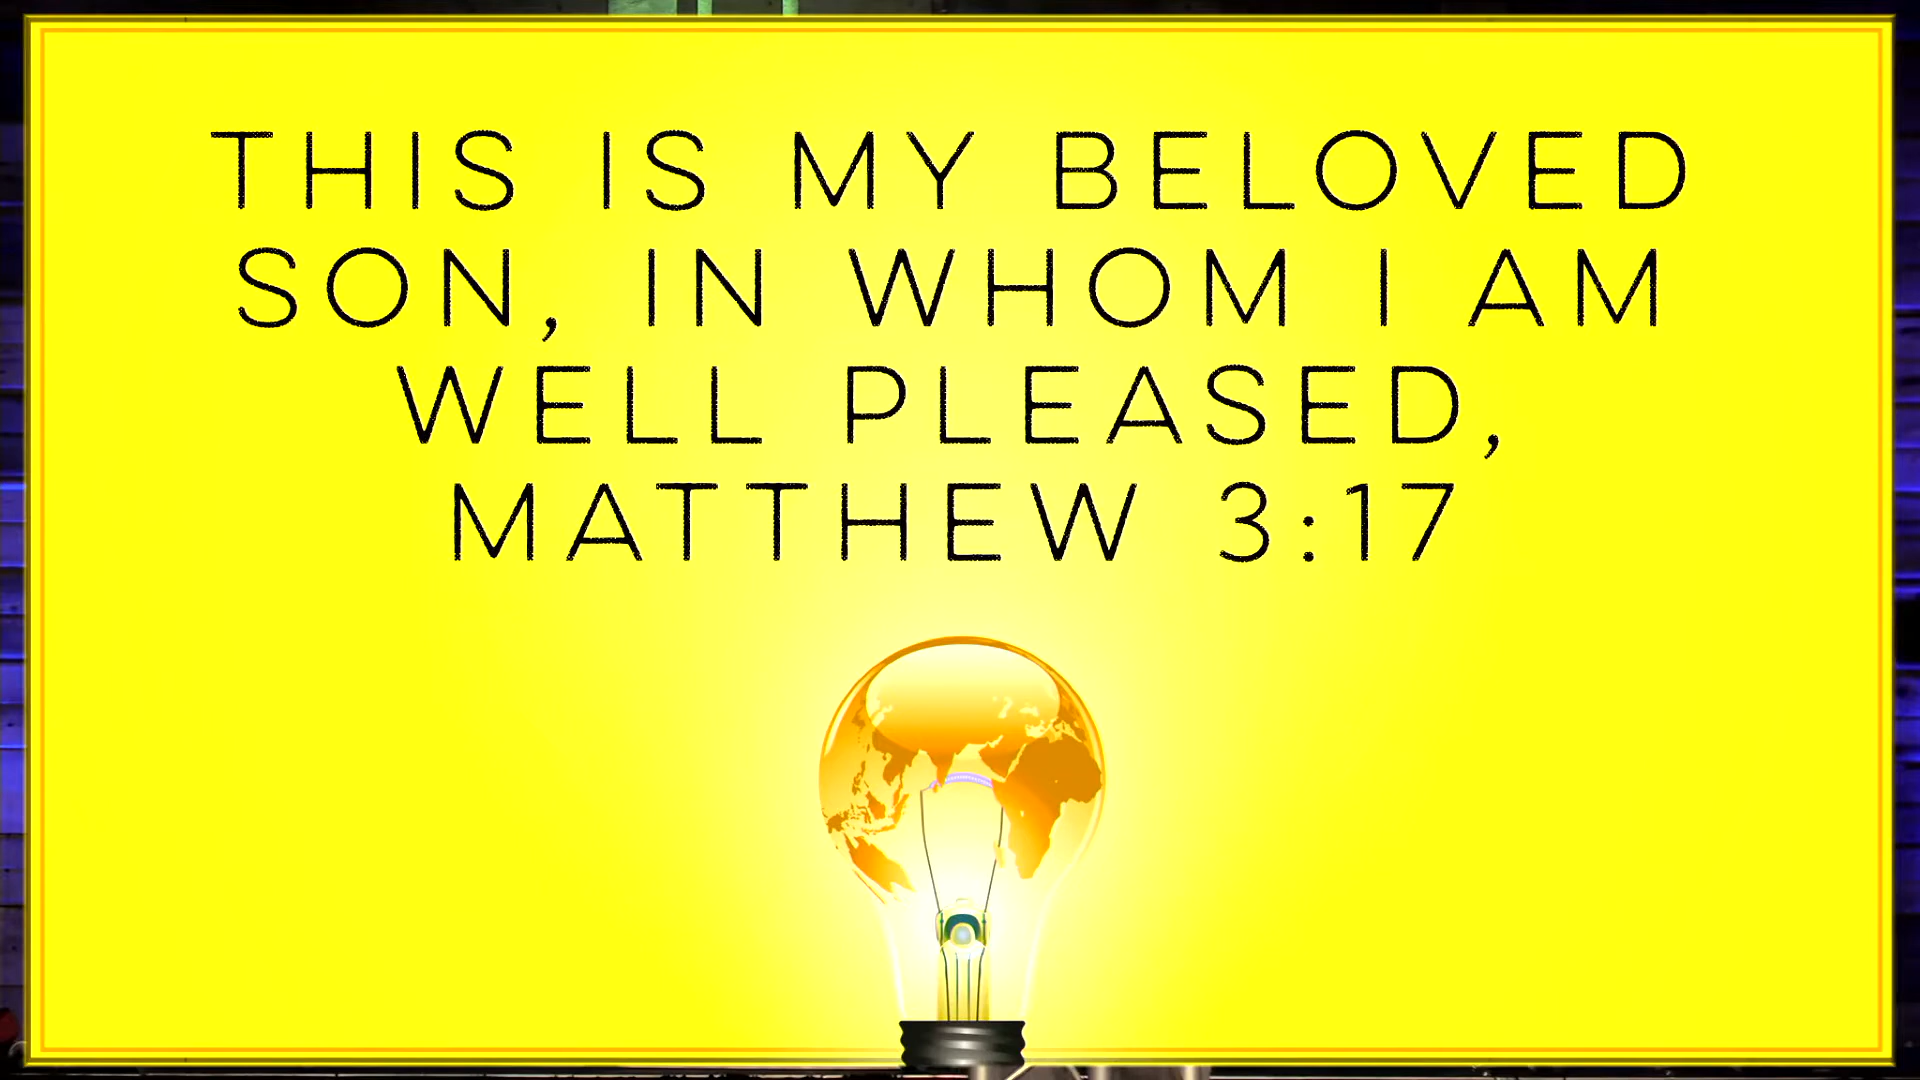 THIS IS MY BELOVED
SON, IN WHOM I AM
WELL PLEASED,
MATTHEW 3:17